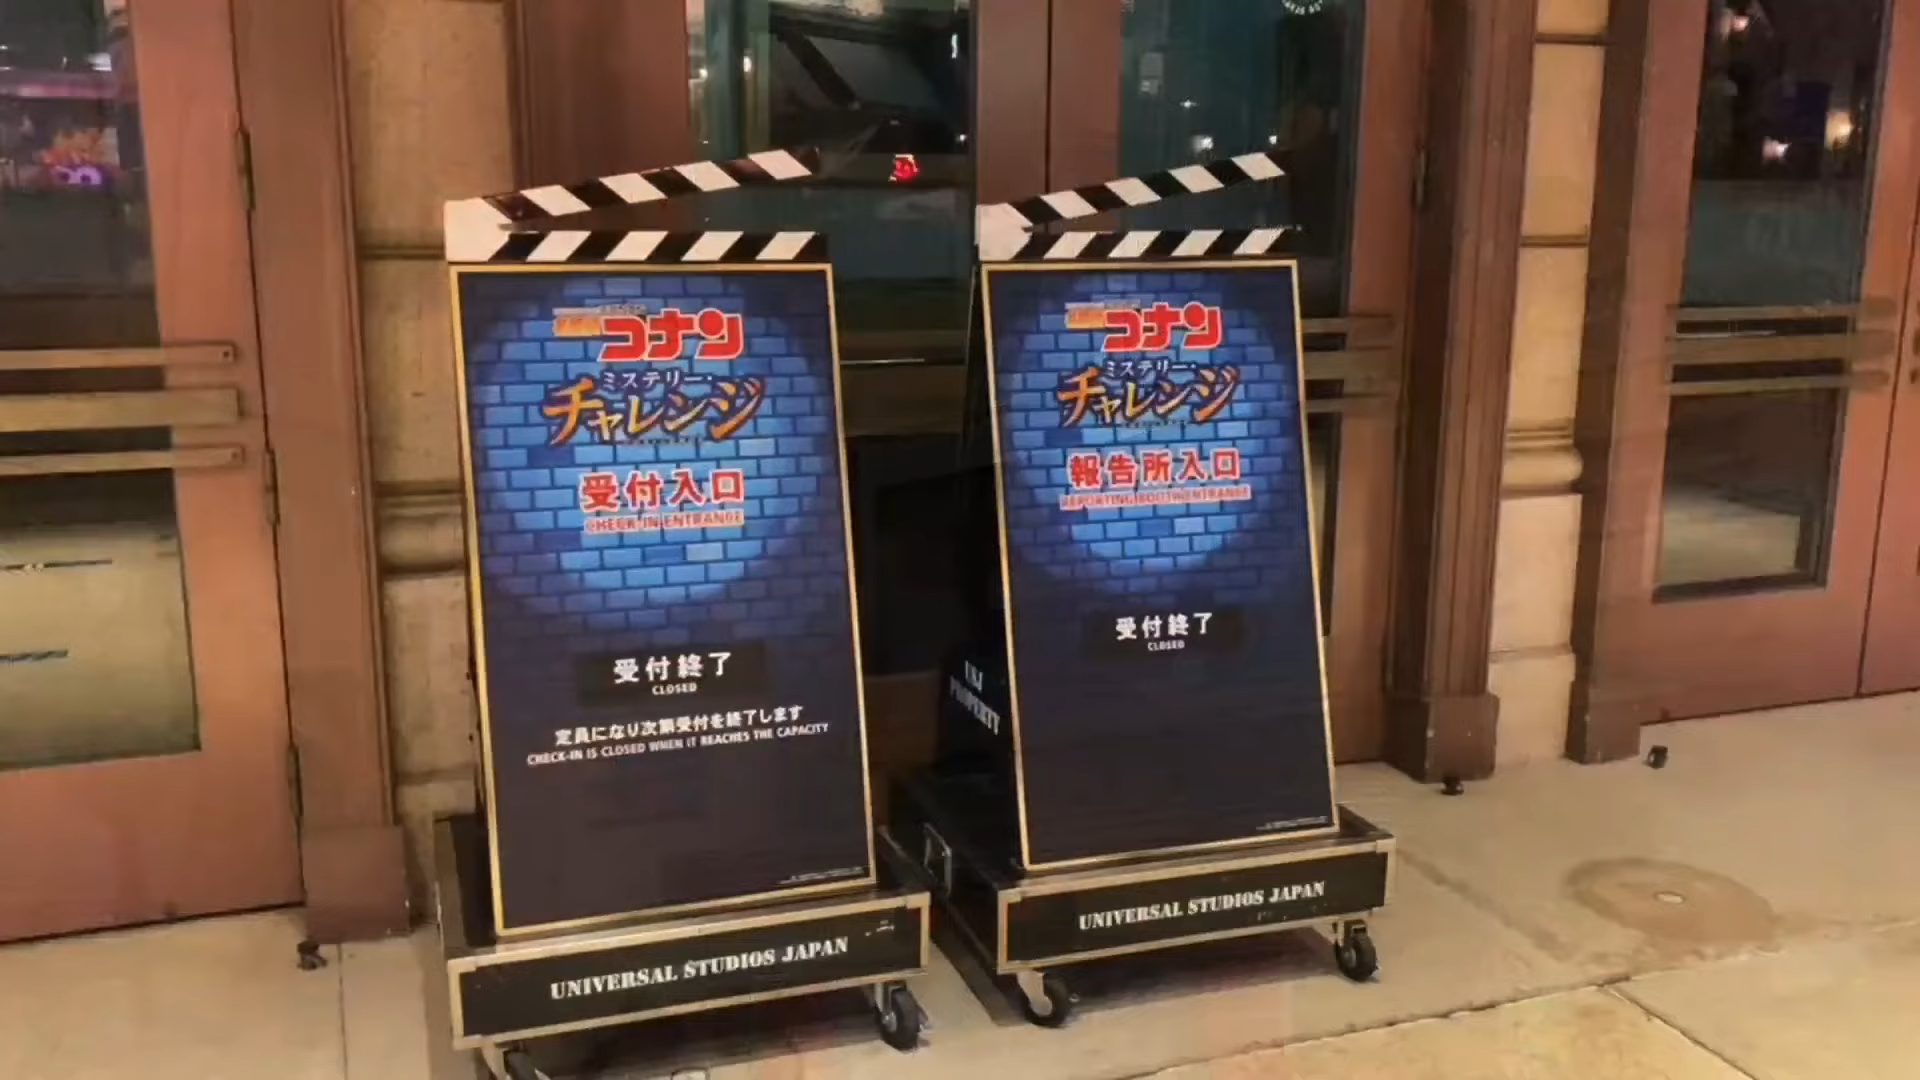 コナン
ミステリー・
チャレンジ
受付入口
CHECK-IN ENTRANCE
受付終了
CLOSED
定員になり次第受付を終了します
CHECK-IN IS CLOSED WHEN IT REACHES THE CAPACITY
UNIVERSAL STUDIOS JAPAN
コナン
ミステリー・
チャレンジ
報告所入口
REPORTING BOOTH ENTRANCE
受付終了
CLOSED
USJ
PROPERTY
UNIVERSAL STUDIOS JAPAN